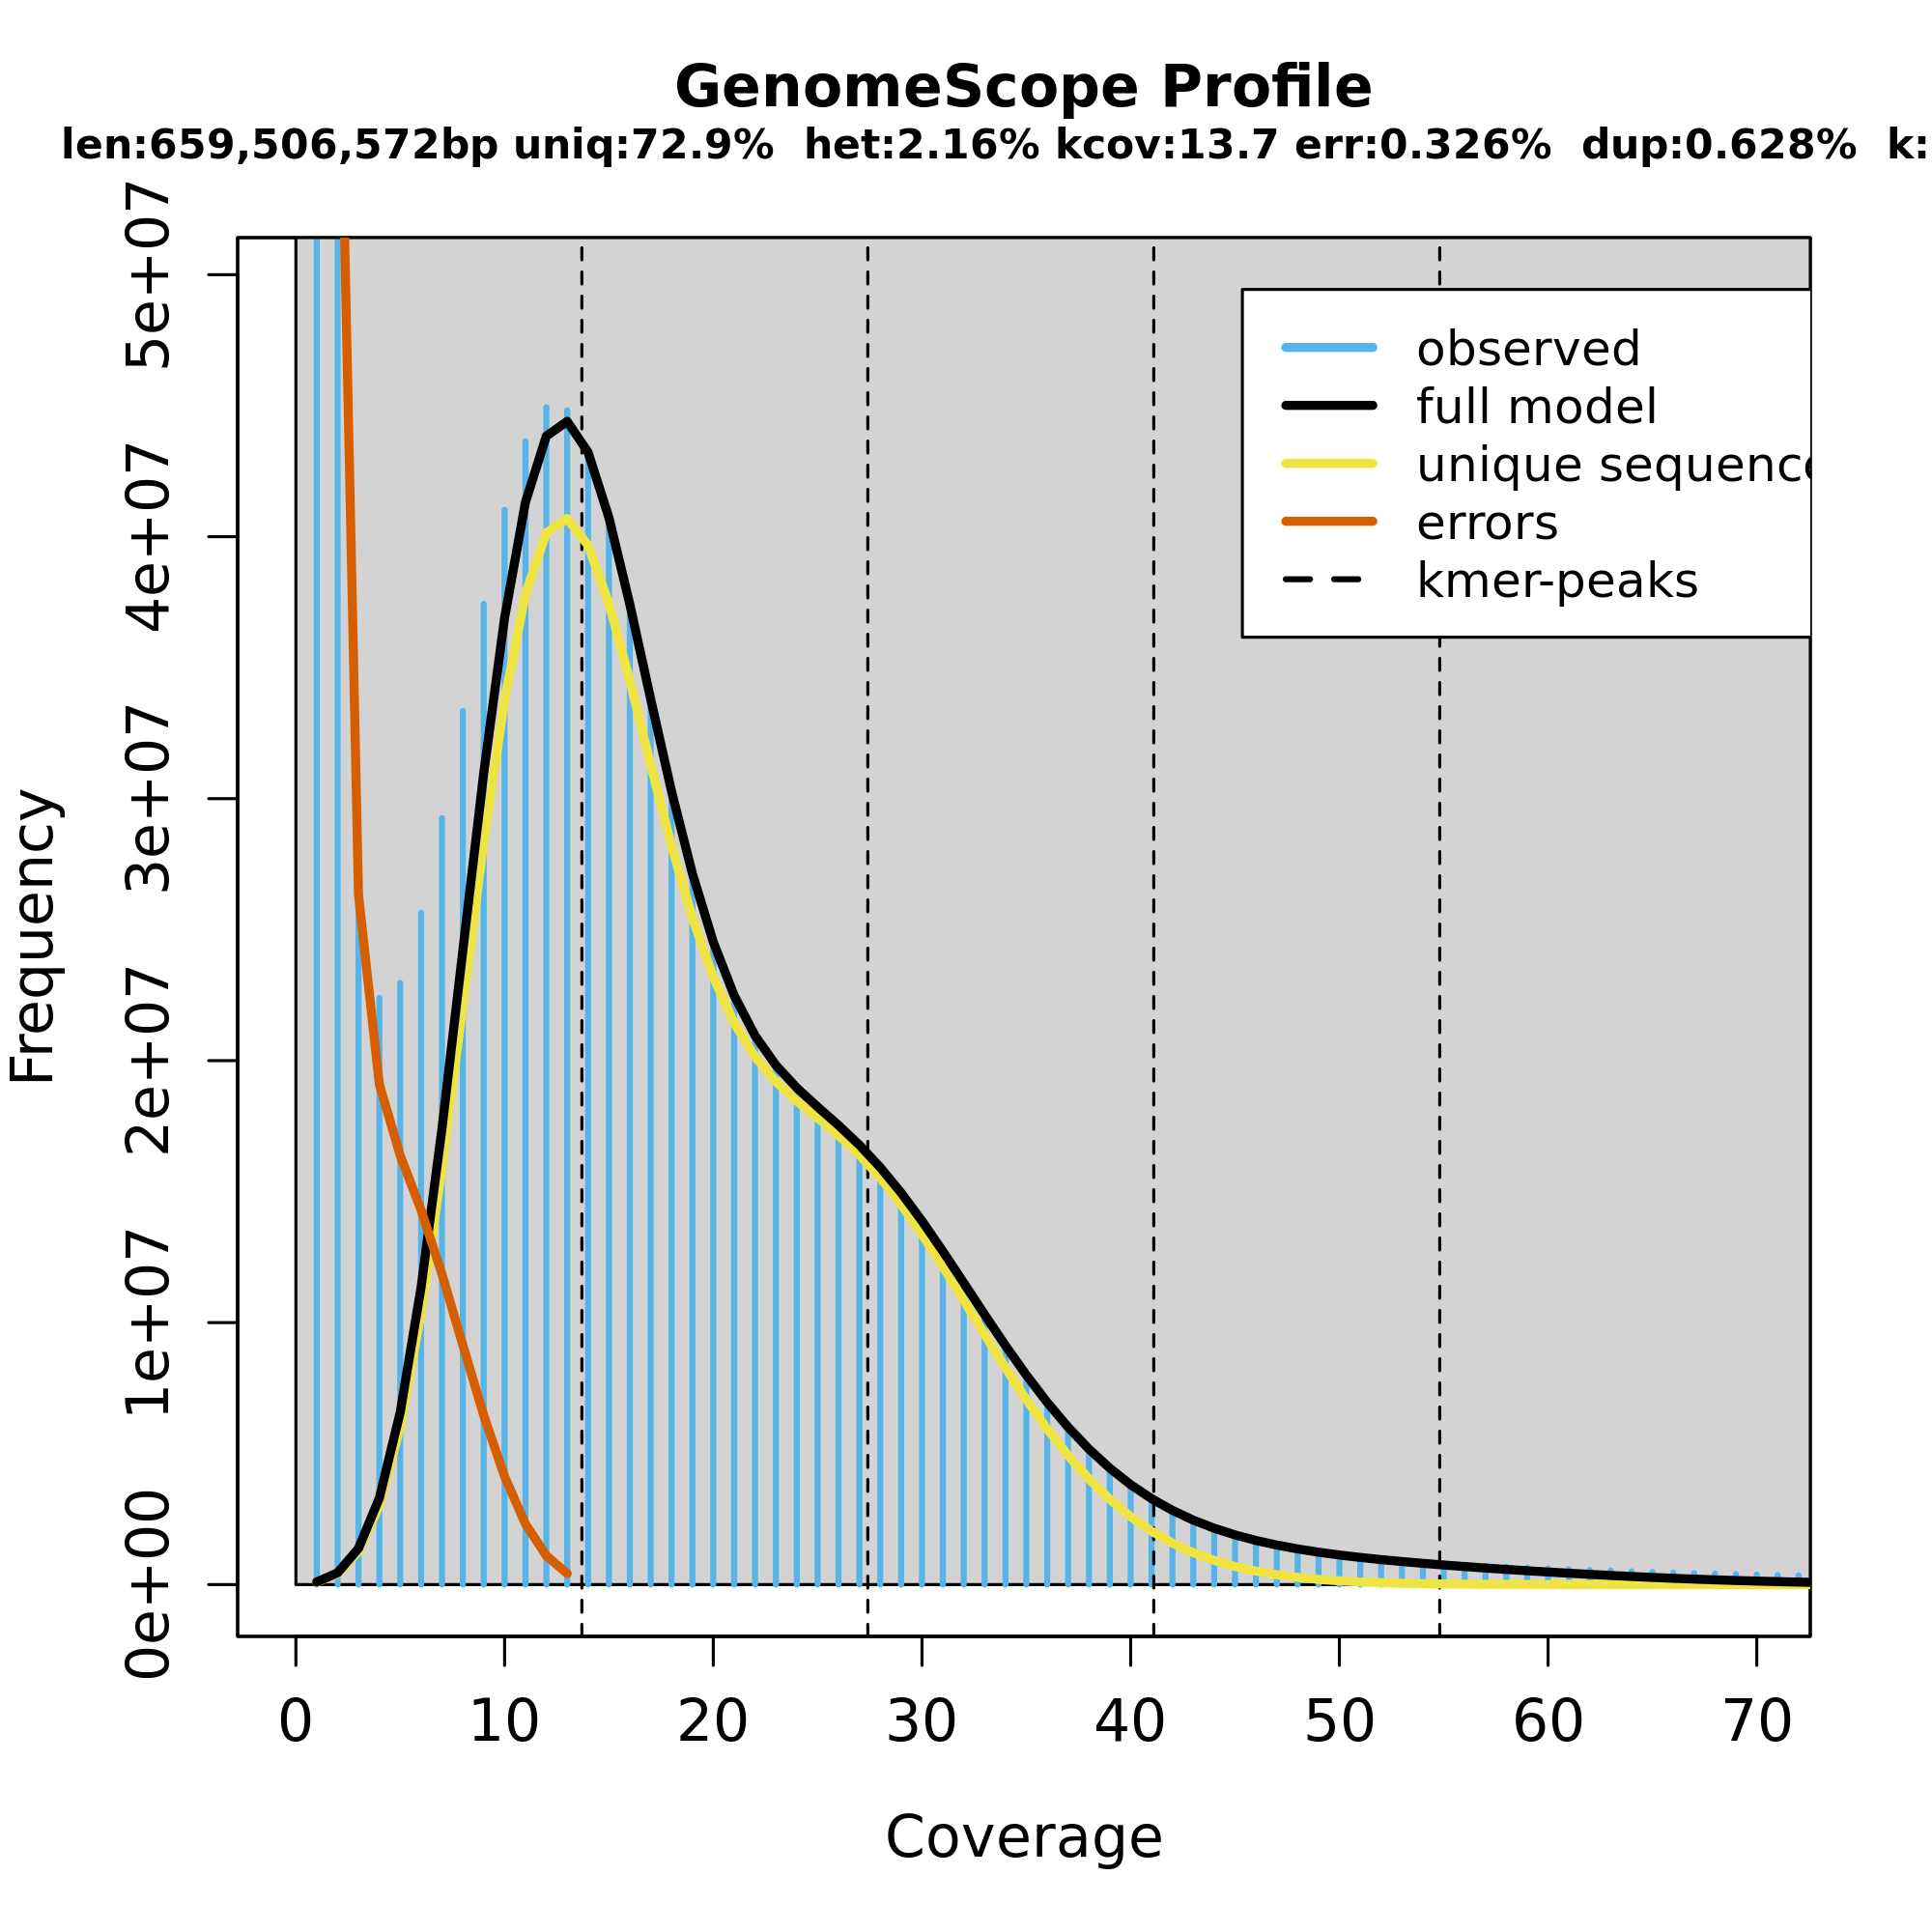 GenomeScope Profile
len:659,506,572bp uniq:72.9% het:2.16% kcov:13.7 err:0.326% dup:0.628% k:
5e+07
4e+07
3e+07
2e+07
1e+07
0e+00
Frequency
observed
full model
unique sequence
errors
kmer-peaks
0 10 20 30 40 50 60 70
Coverage